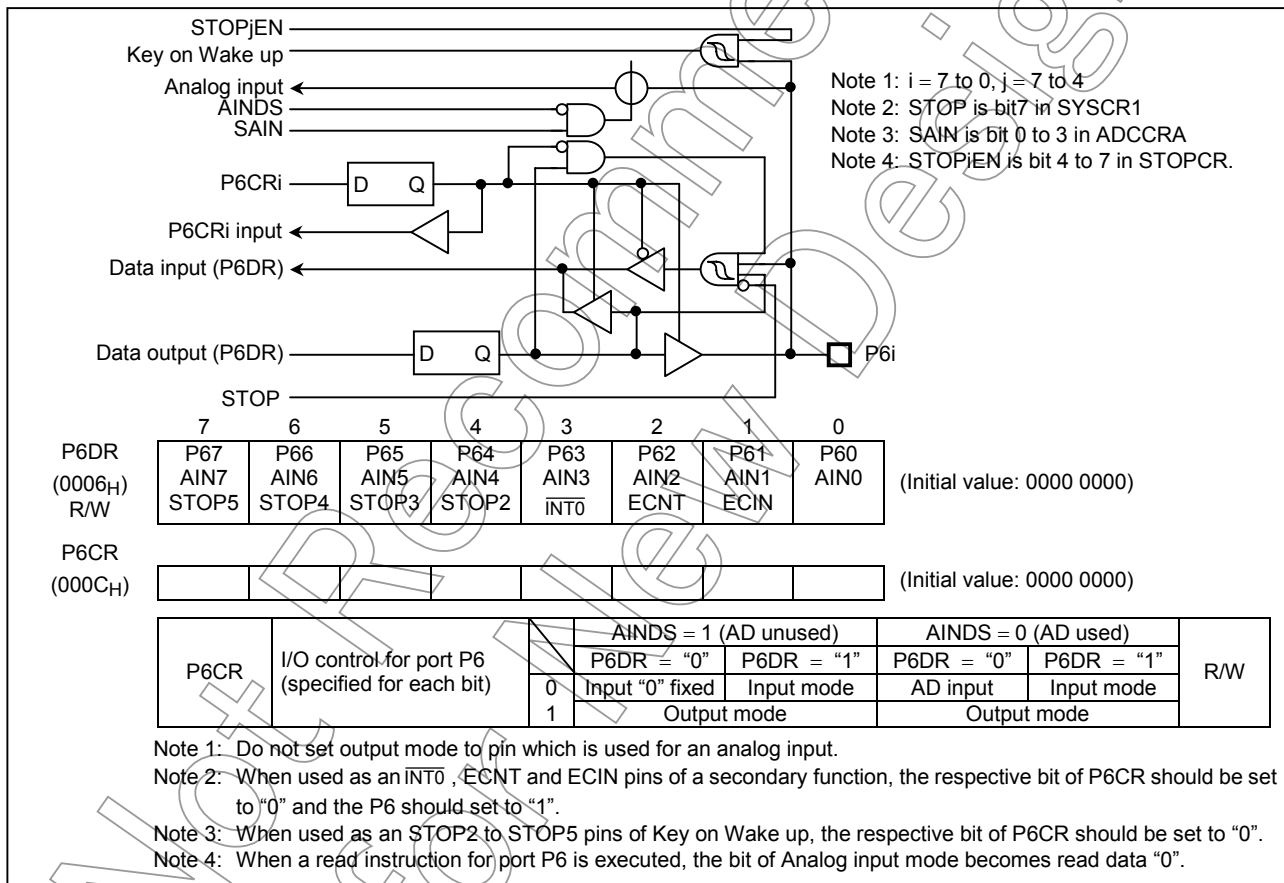 STOPjEN
Key on Wake up
Analog input
AINDS
SAIN
P6CRi
D Q
P6CRi input
Data input (P6DR)
Data output (P6DR)
D Q
P6i
STOP
Note 1: i = 7 to 0, j = 7 to 4
Note 2: STOP is bit7 in SYSCR1
Note 3: SAIN is bit 0 to 3 in ADCCRA
Note 4: STOPjEN is bit 4 to 7 in STOPCR.
7 6 5 4 3 2 1 0
P6DR
(0006H)
R/W
P67 P66 P65 P64 P63 P62 P61 P60
AIN7 AIN6 AIN5 AIN4 AIN3 AIN2 AIN1 AIN0
STOP5 STOP4 STOP3 STOP2 INT0 ECNT ECIN
(Initial value: 0000 0000)
P6CR
(000CH)
(Initial value: 0000 0000)
P6CR
I/O control for port P6
(specified for each bit)
AINDS = 1 (AD unused) AINDS = 0 (AD used)
P6DR = “0” P6DR = “1” P6DR = “0” P6DR = “1”
0 Input “0” fixed Input mode AD input Input mode
1 Output mode Output mode
R/W
Note 1: Do not set output mode to pin which is used for an analog input.
Note 2: When used as an INT0 , ECNT and ECIN pins of a secondary function, the respective bit of P6CR should be set
to “0” and the P6 should set to “1”.
Note 3: When used as an STOP2 to STOP5 pins of Key on Wake up, the respective bit of P6CR should be set to “0”.
Note 4: When a read instruction for port P6 is executed, the bit of Analog input mode becomes read data “0”.
Not Recomme
for New Desig